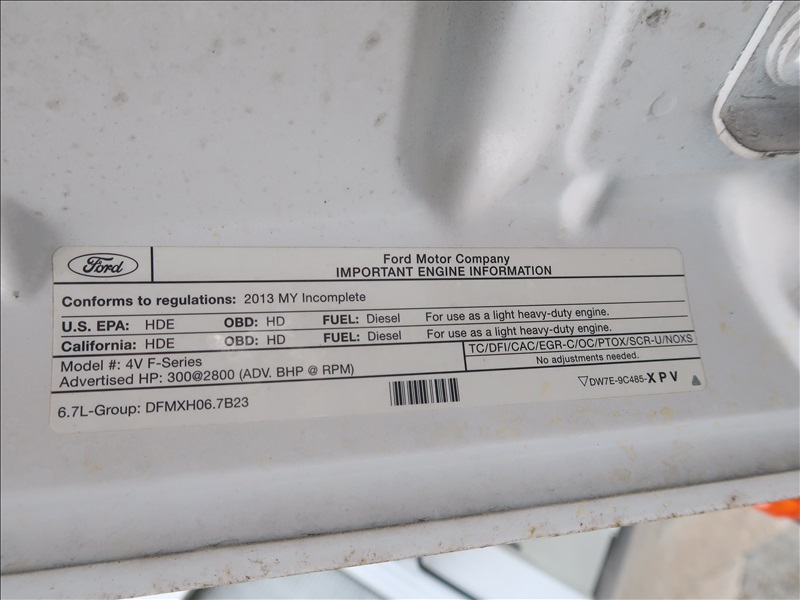 Ford
Ford Motor Company
IMPORTANT ENGINE INFORMATION
Conforms to regulations: 2013 MY Incomplete
U.S. EPA: HDE OBD: HD FUEL: Diesel For use as a light heavy-duty engine.
California: HDE OBD: HD FUEL: Diesel For use as a light heavy-duty engine.
Model #: 4V F-Series
Advertised HP: 300@2800 (ADV. BHP @ RPM)
TC/DFI/CAC/EGR-C/OC/PTOX/SCR-U/NOXS
No adjustments needed.
6.7L-Group: DFMXH06.7B23
DW7E-9C485-XPV